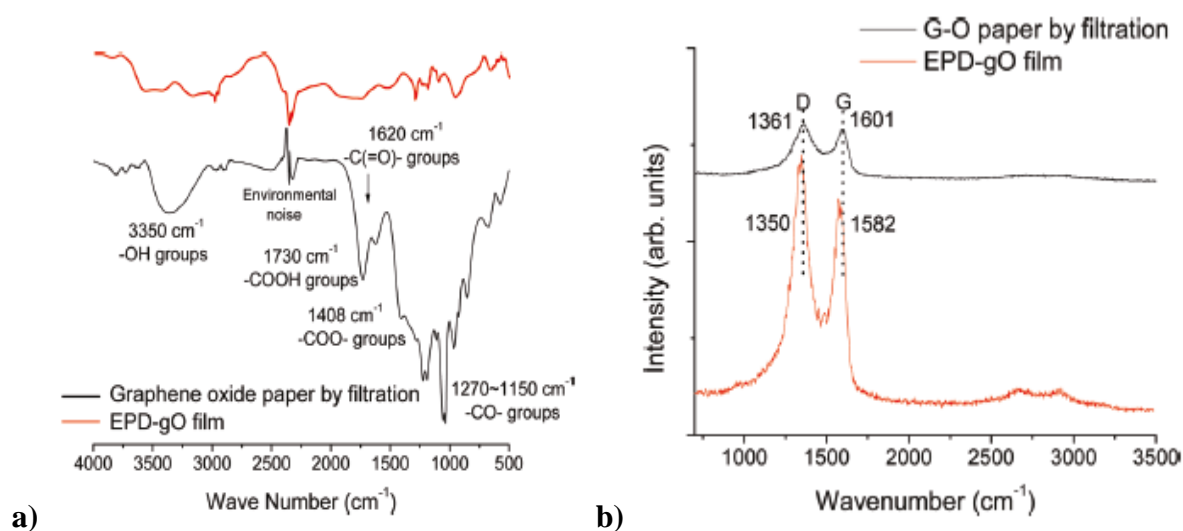 1620 cm⁻¹
-C(=O)- groups
Environmental
noise
3350 cm⁻¹
-OH groups
1730 cm⁻¹
-COOH groups
1408 cm⁻¹
-COO- groups
1270~1150 cm⁻¹
-CO- groups
Graphene oxide paper by filtration
EPD-gO film
4000 3500 3000 2500 2000 1500 1000 500
Wave Number (cm⁻¹)
a)
Ḡ-Ō paper by filtration
EPD-gO film
D G
1361 1601
1350 1582
Intensity (arb. units)
1000 1500 2000 2500 3000 3500
Wavenumber (cm⁻¹)
b)